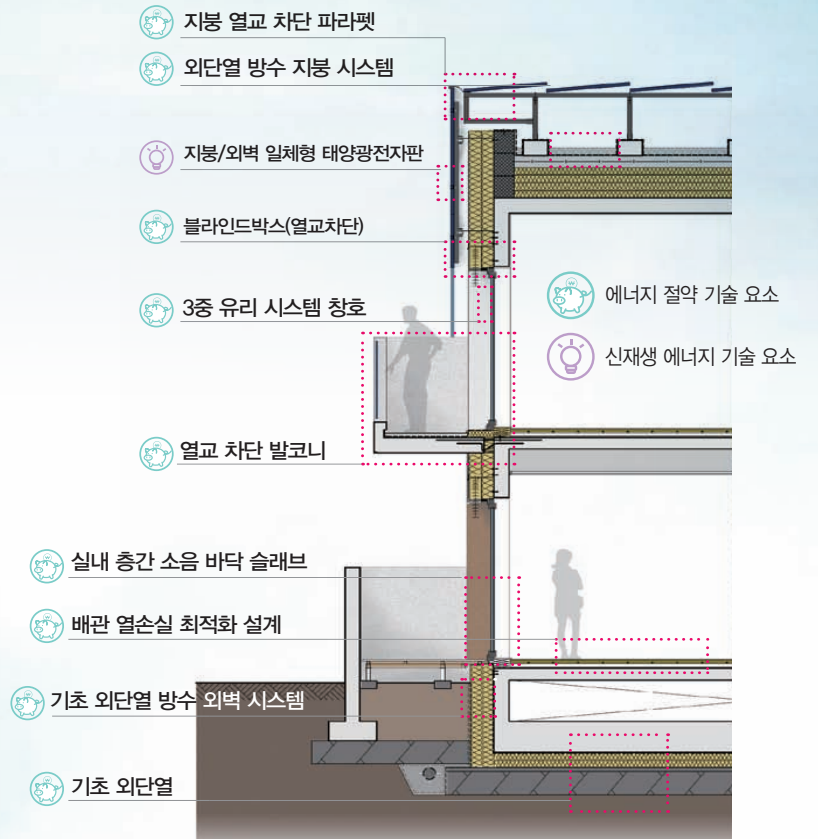 지붕 열교 차단 파라펫
외단열 방수 지붕 시스템
지붕/외벽 일체형 태양광전자판
블라인드박스(열교차단)
3중 유리 시스템 창호
에너지 절약 기술 요소
신재생 에너지 기술 요소
열교 차단 발코니
실내 층간 소음 바닥 슬래브
배관 열손실 최적화 설계
기초 외단열 방수 외벽 시스템
기초 외단열